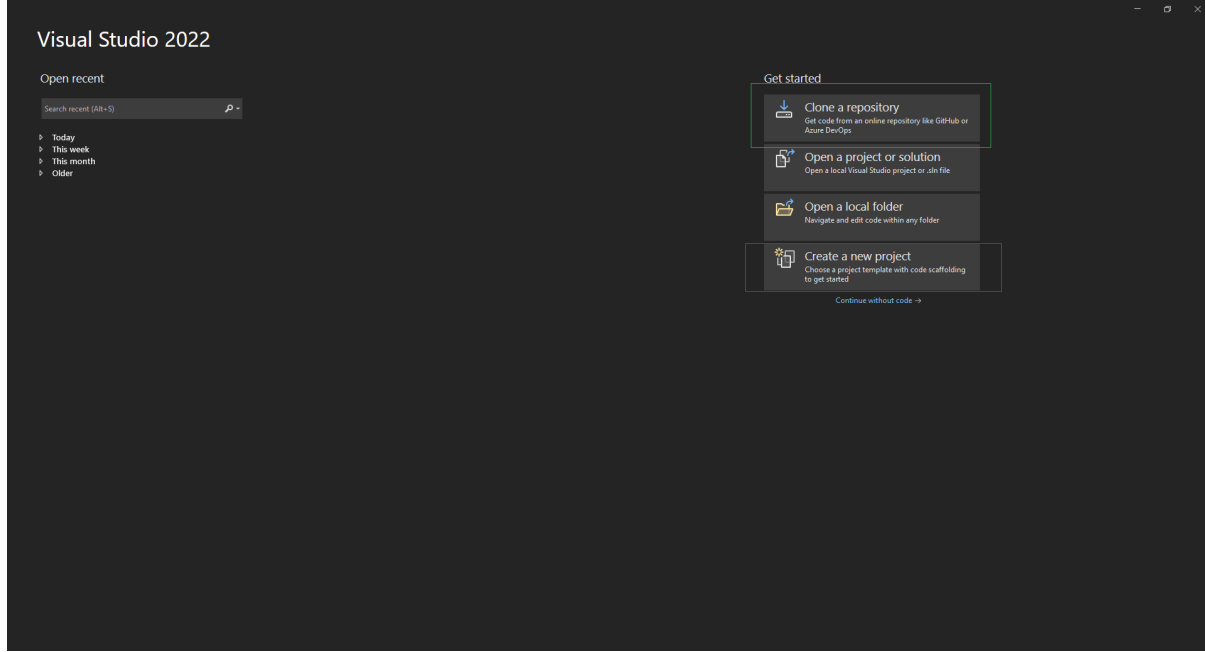 Visual Studio 2022
Open recent
Search recent (Alt+S)
Today
This week
This month
Older
Get started
Clone a repository
Get code from an online repository like GitHub or
Azure DevOps
Open a project or solution
Open a local Visual Studio project or .sln file
Open a local folder
Navigate and edit code within any folder
Create a new project
Choose a project template with code scaffolding
to get started
Continue without code →